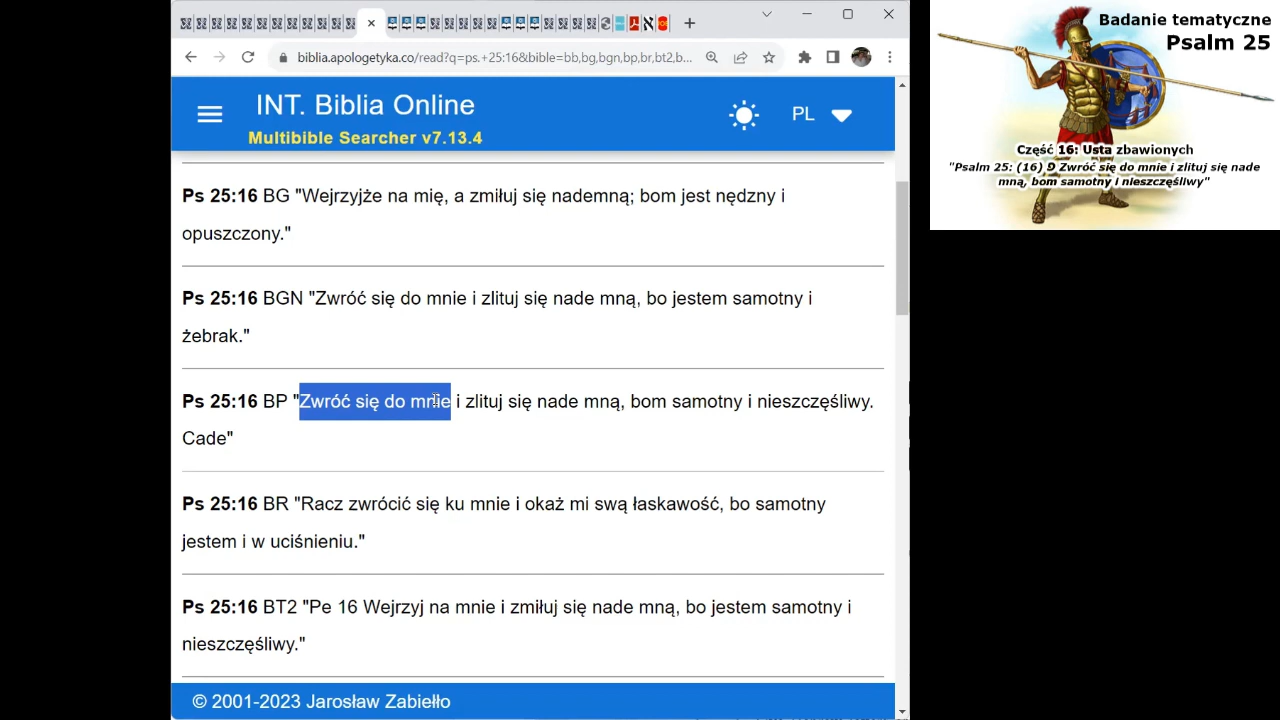 bibIia.apologetyka.co/read?q=ps.+25:16&bible=bb,bg,bgn,bp,br,bt2,b...
INT. Biblia Online
Multibible Searcher v7.13.4
PL
Ps 25:16 BG "Wejrzyjże na mię, a zmiłuj się nademną; bom jest nędzny i
opuszczony."
Ps 25:16 BGN "Zwróć się do mnie i zlituj się nade mną, bo jestem samotny i
żebrak."
Ps 25:16 BP "Zwróć się do mnie i zlituj się nade mną, bom samotny i nieszczęśliwy.
Cade"
Ps 25:16 BR "Racz zwrócić się ku mnie i okaż mi swą łaskawość, bo samotny
jestem i w uciśnieniu."
Ps 25:16 BT2 "Pe 16 Wejrzyj na mnie i zmiłuj się nade mną, bo jestem samotny i
nieszczęśliwy."
© 2001-2023 Jarosław Zabiełło
Badanie tematyczne
Psalm 25
Część 16: Usta zbawionych
"Psalm 25: (16) פ Zwróć się do mnie i zlituj się nade
mną, bom samotny i nieszczęśliwy"